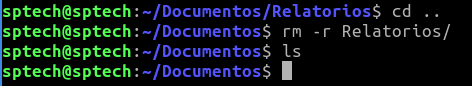 sptech@sptech:~/Documentos/Relatorios$ cd ..
sptech@sptech:~/Documentos$ rm -r Relatorios/
sptech@sptech:~/Documentos$ ls
sptech@sptech:~/Documentos$